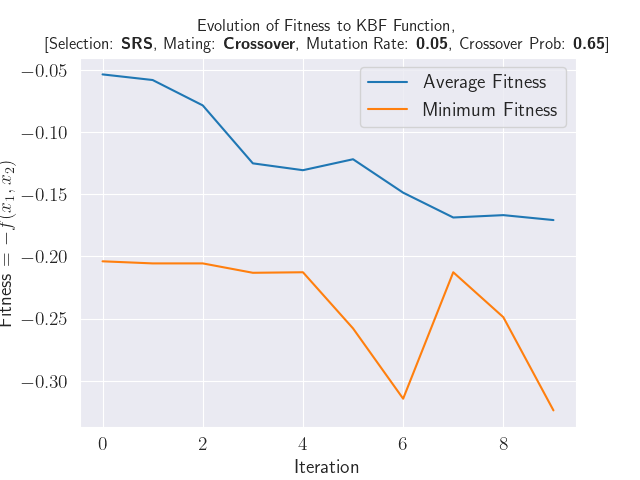 Evolution of Fitness to KBF Function,
[Selection: SRS, Mating: Crossover, Mutation Rate: 0.05, Crossover Prob: 0.65]
Average Fitness
Minimum Fitness
−0.05
−0.10
−0.15
−0.20
−0.25
−0.30
Fitness = −f(x₁, x₂)
0 2 4 6 8
Iteration